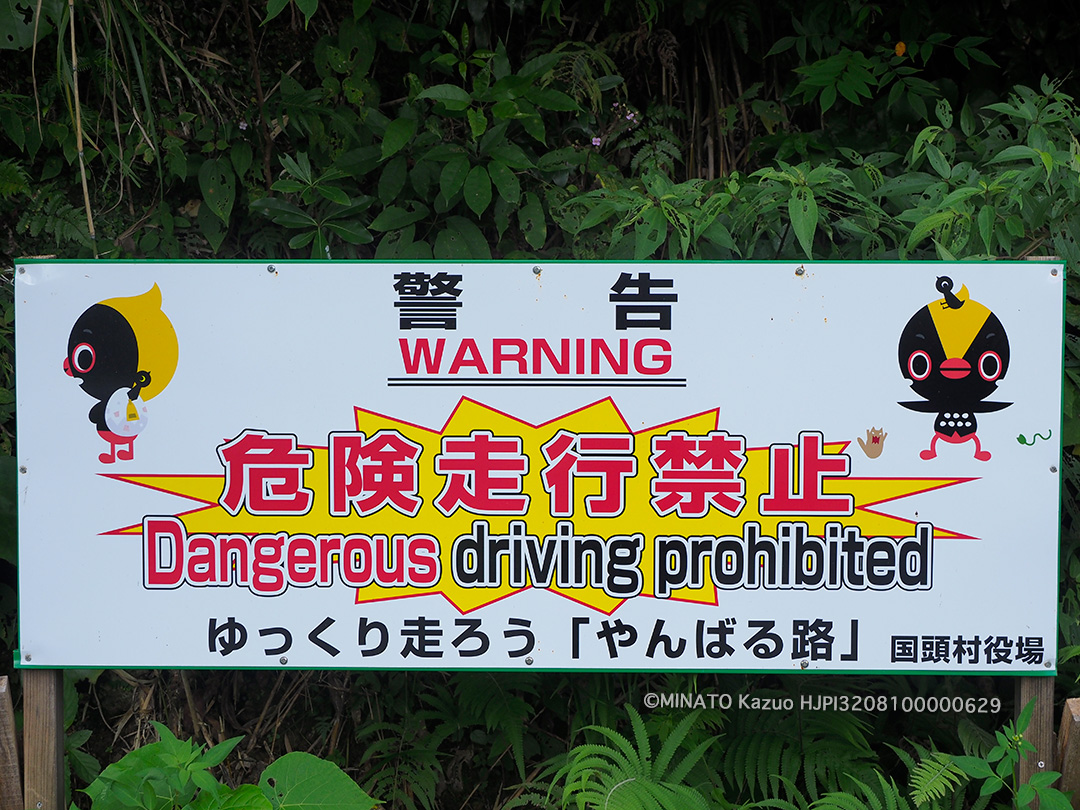 警告
WARNING
危険走行禁止
Dangerous driving prohibited
ゆっくり走ろう「やんばる路」
国頭村役場
©MINATO Kazuo HJPI3208100000629